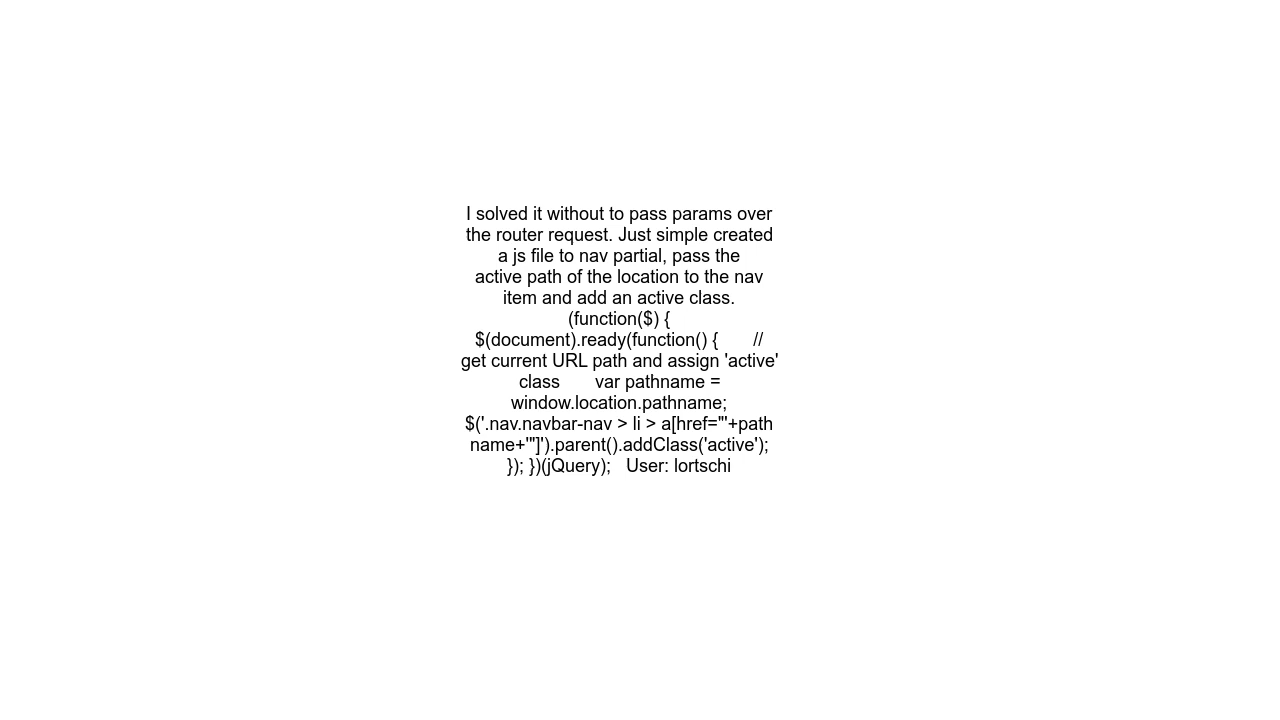 I solved it without to pass params over
the router request. Just simple created
a js file to nav partial, pass the
active path of the location to the nav
item and add an active class.
(function($) {
$(document).ready(function() {       //
get current URL path and assign 'active'
class       var pathname =
window.location.pathname;
$('.nav.navbar-nav > li > a[href="'+path
name+'"]').parent().addClass('active');
}); })(jQuery);   User: lortschi